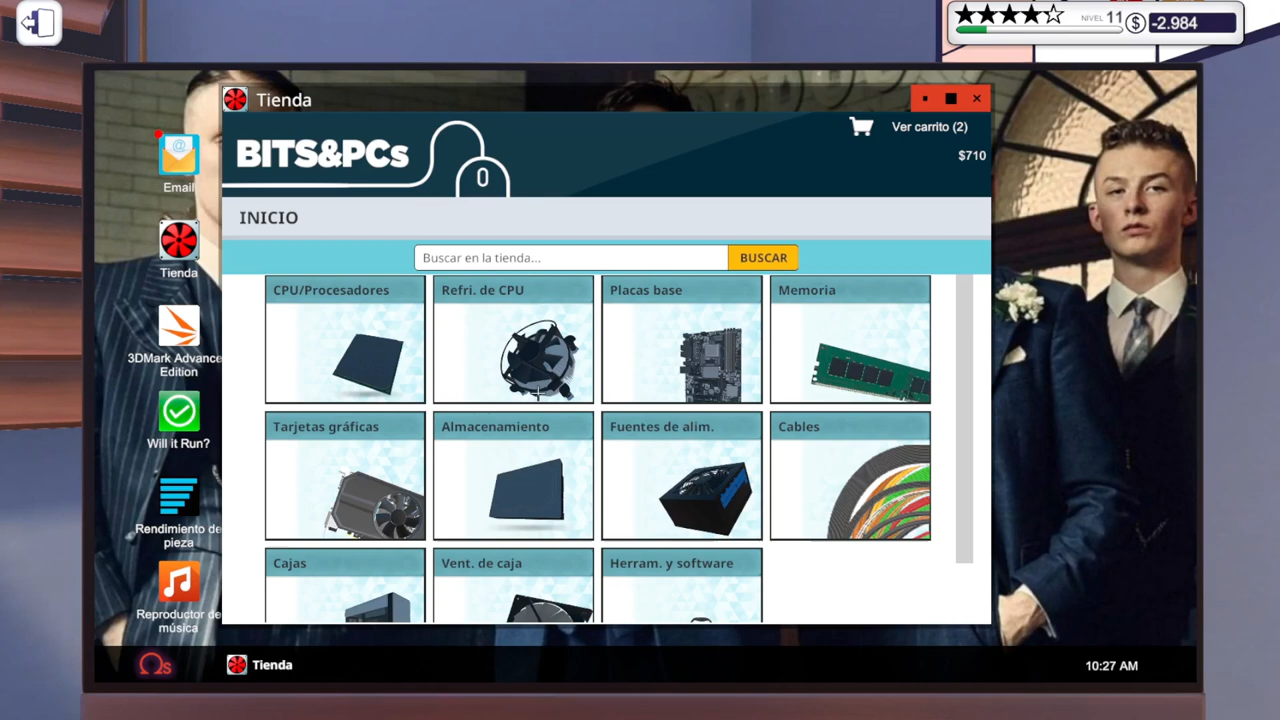 NIVEL 11
$ -2.984
Tienda
Ver carrito (2)
$710
BITS&PCs
INICIO
Buscar en la tienda...
BUSCAR
CPU/Procesadores
Refri. de CPU
Placas base
Memoria
Tarjetas gráficas
Almacenamiento
Fuentes de alim.
Cables
Cajas
Vent. de caja
Herram. y software
Email
Tienda
3DMark Advance
Edition
Will it Run?
Rendimiento de
pieza
Reproductor de
música
Ωs
Tienda
10:27 AM